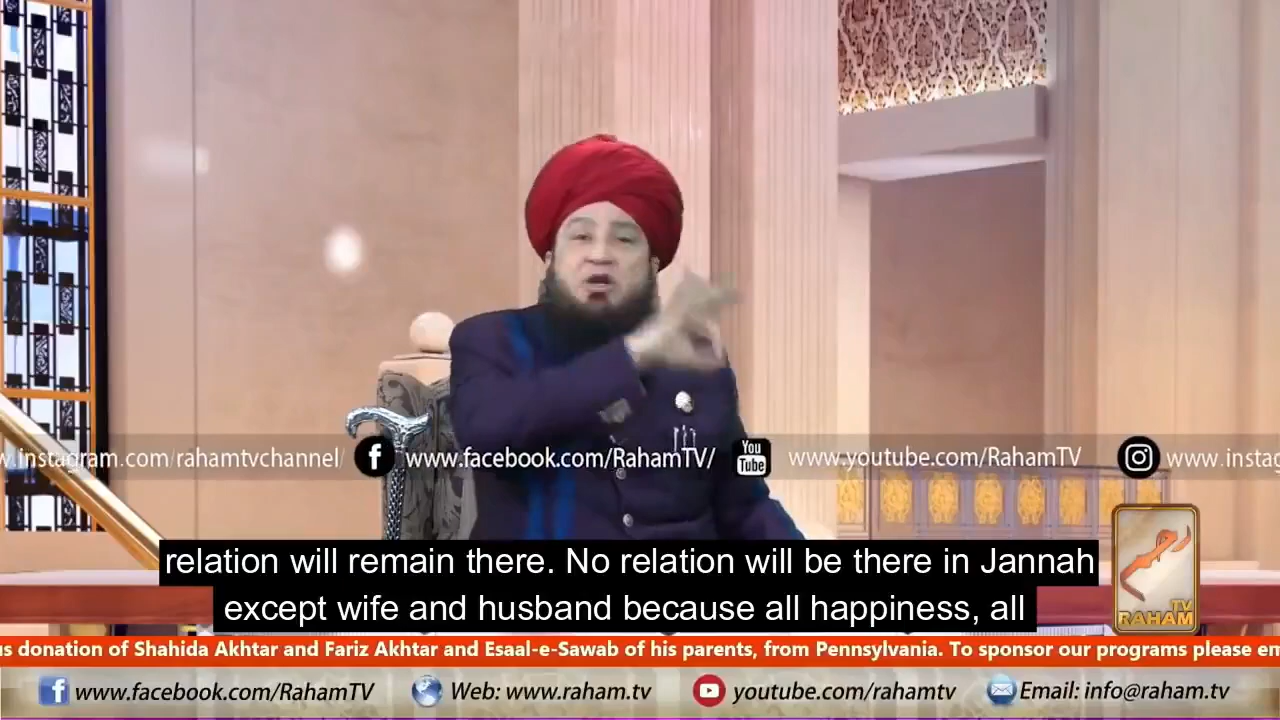 w.instagram.com/rahamtvchannel/ www.facebook.com/RahamTV/ You Tube www.youtube.com/RahamTV www.instag
relation will remain there. No relation will be there in Jannah
except wife and husband because all happiness, all
RAHAM TV
us donation of Shahida Akhtar and Fariz Akhtar and Esaal-e-Sawab of his parents, from Pennsylvania. To sponsor our programs please em
www.facebook.com/RahamTV Web: www.raham.tv youtube.com/rahamtv Email: info@raham.tv